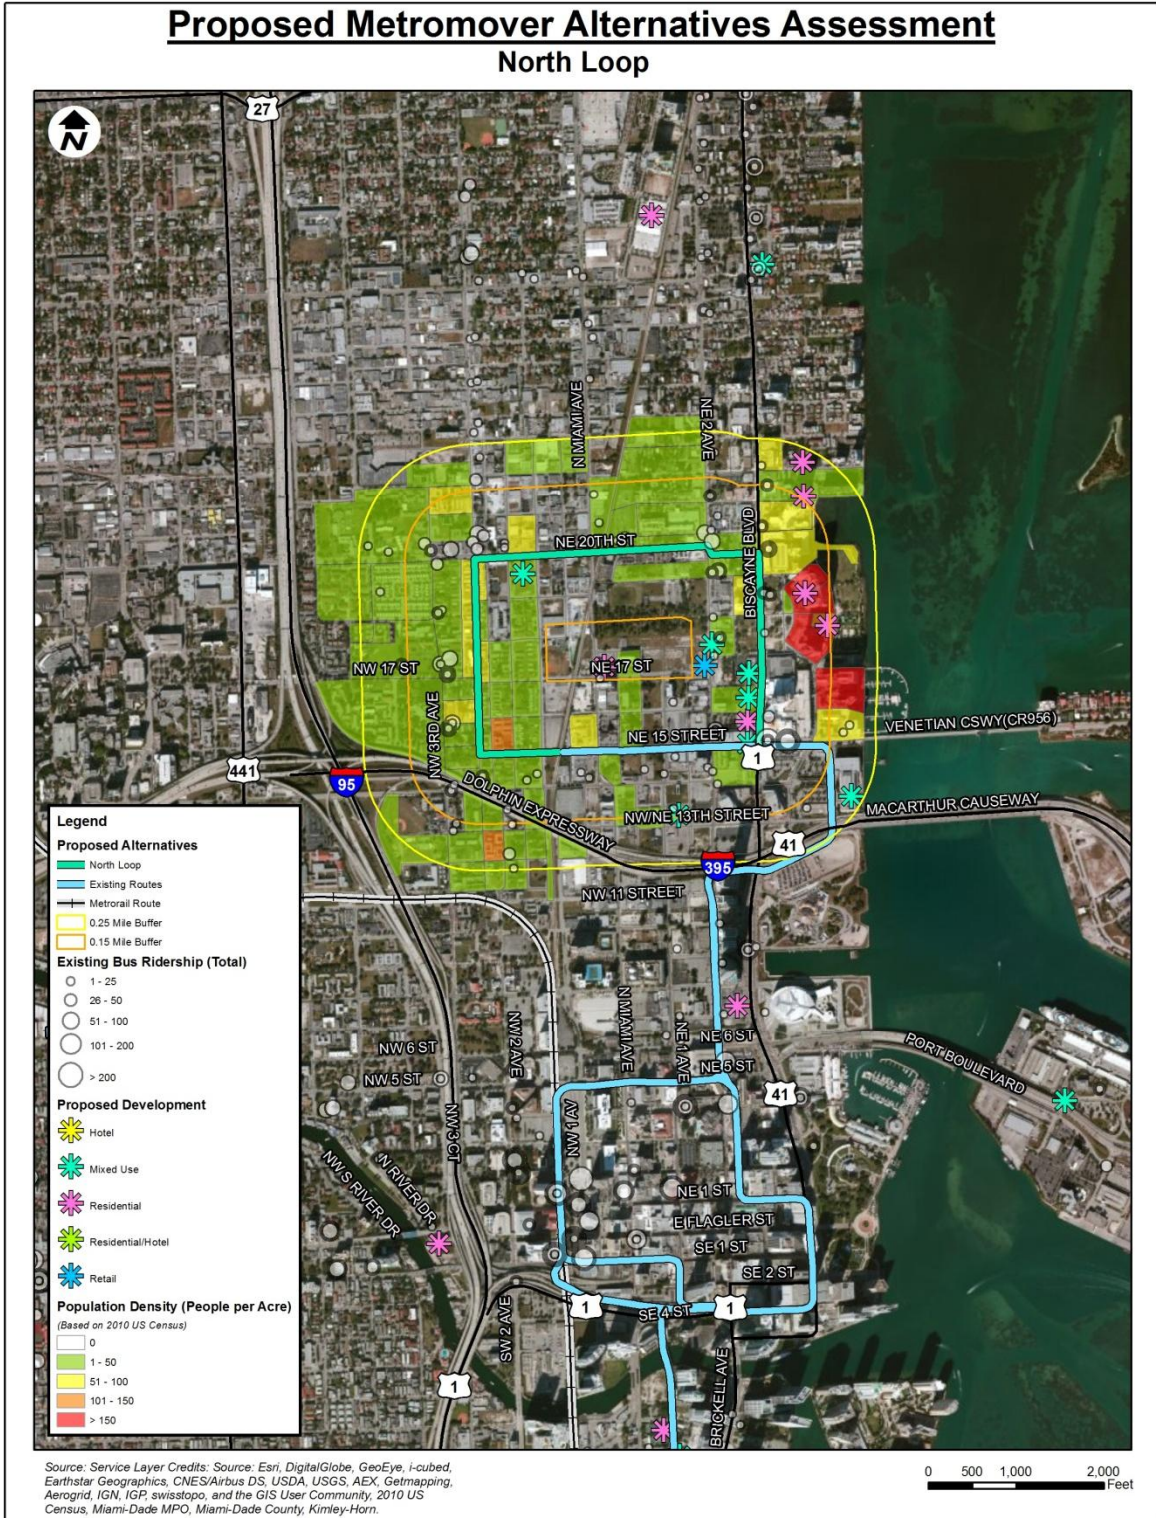 Proposed Metromover Alternatives Assessment
North Loop
N
27
N MIAMI AVE
NE 2 AVE
NE 20TH ST
BISCAYNE BLVD
NW 17 ST
NE 17 ST
NW 3RD AVE
NE 15 STREET
VENETIAN CSWY(CR956)
1
441
95
DOLPHIN EXPRESSWAY
NW/NE 13TH STREET
MACARTHUR CAUSEWAY
41
395
NW 11 STREET
Legend
Proposed Alternatives
North Loop
Existing Routes
Metrorail Route
0.25 Mile Buffer
0.15 Mile Buffer
Existing Bus Ridership (Total)
1 - 25
26 - 50
51 - 100
101 - 200
> 200
Proposed Development
Hotel
Mixed Use
Residential
Residential/Hotel
Retail
Population Density (People per Acre)
(Based on 2010 US Census)
0
1 - 50
51 - 100
101 - 150
> 150
NW 2 AVE
N MIAMI AVE
NE 1 AVE
NE 6 ST
NW 6 ST
NE 5 ST
NW 5 ST
PORT BOULEVARD
41
NW 3 CT
NW 1 AV
N RIVER DR
NW S RIVER DR
NE 1 ST
E FLAGLER ST
SE 1 ST
SE 2 ST
1
SE 4 ST
1
SW 2 AVE
1
BRICKELL AVE
Source: Service Layer Credits: Source: Esri, DigitalGlobe, GeoEye, i-cubed,
Earthstar Geographics, CNES/Airbus DS, USDA, USGS, AEX, Getmapping,
Aerogrid, IGN, IGP, swisstopo, and the GIS User Community, 2010 US
Census, Miami-Dade MPO, Miami-Dade County, Kimley-Horn.
0 500 1,000 2,000
Feet